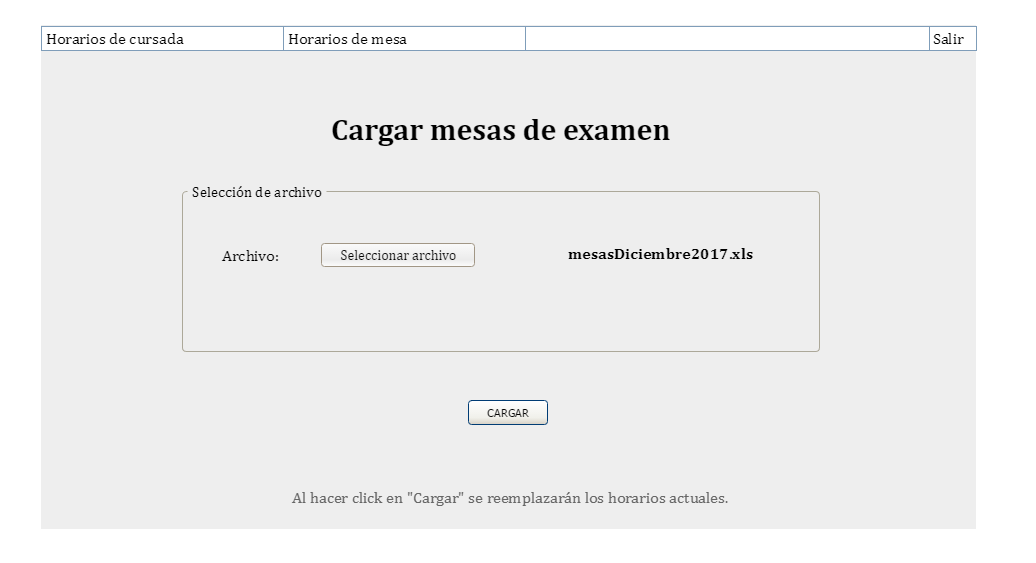 Horarios de cursada Horarios de mesa Salir
Cargar mesas de examen
Selección de archivo
Archivo: Seleccionar archivo mesasDiciembre2017.xls
CARGAR
Al hacer click en "Cargar" se reemplazarán los horarios actuales.